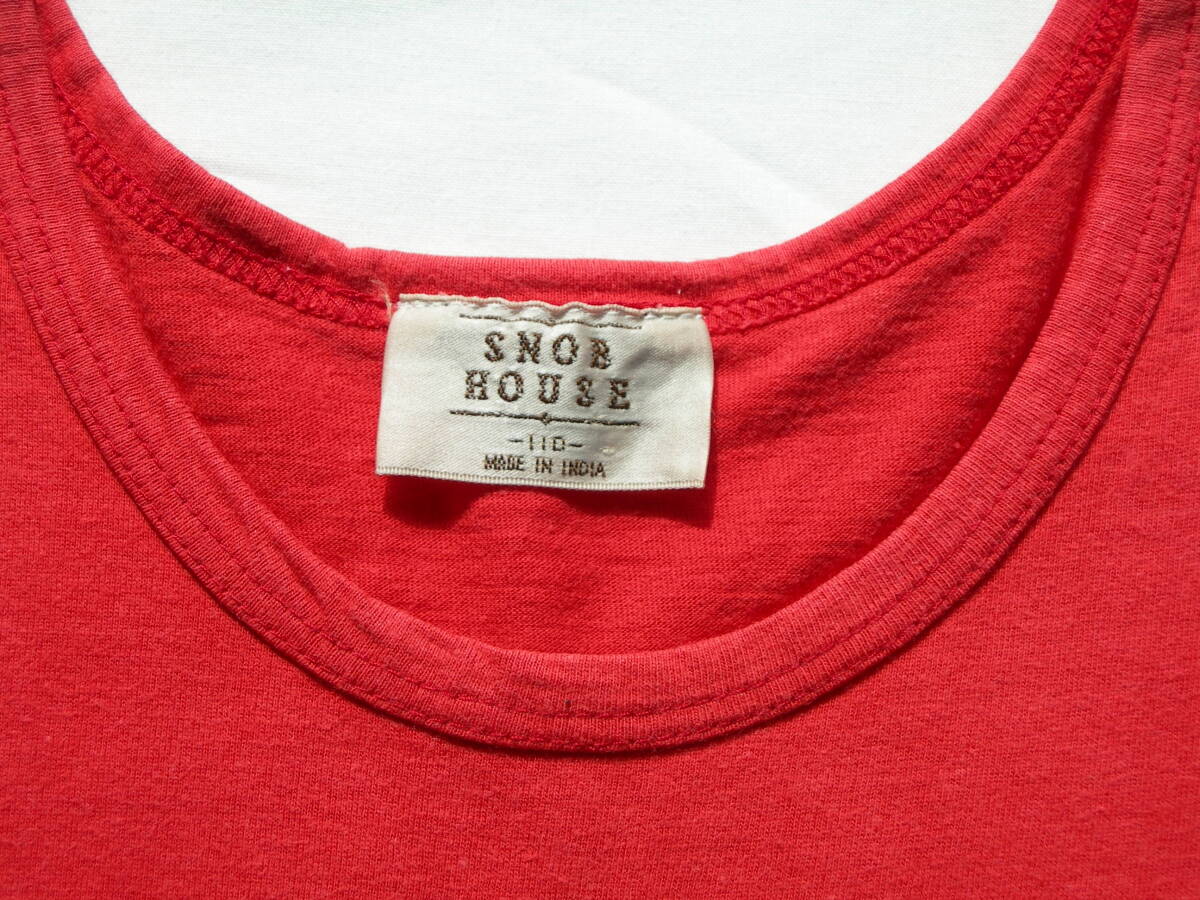 SNOB
HOUSE
-110-
MADE IN INDIA